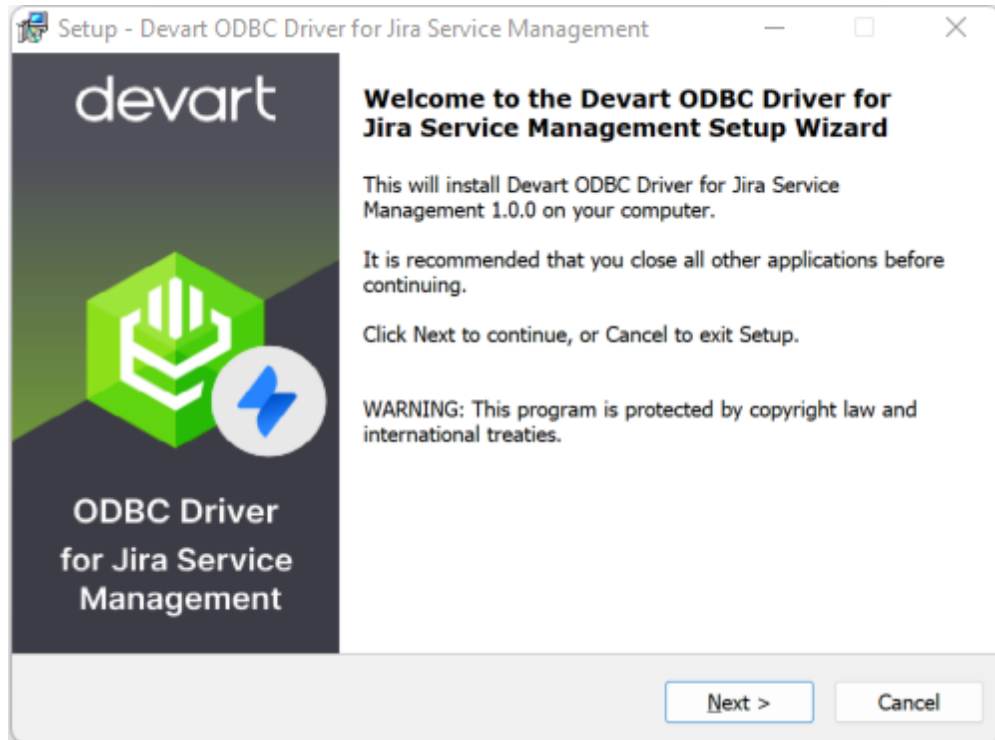 Setup - Devart ODBC Driver for Jira Service Management
devart
ODBC Driver
for Jira Service
Management
Welcome to the Devart ODBC Driver for
Jira Service Management Setup Wizard
This will install Devart ODBC Driver for Jira Service
Management 1.0.0 on your computer.
It is recommended that you close all other applications before
continuing.
Click Next to continue, or Cancel to exit Setup.
WARNING: This program is protected by copyright law and
international treaties.
Next >
Cancel